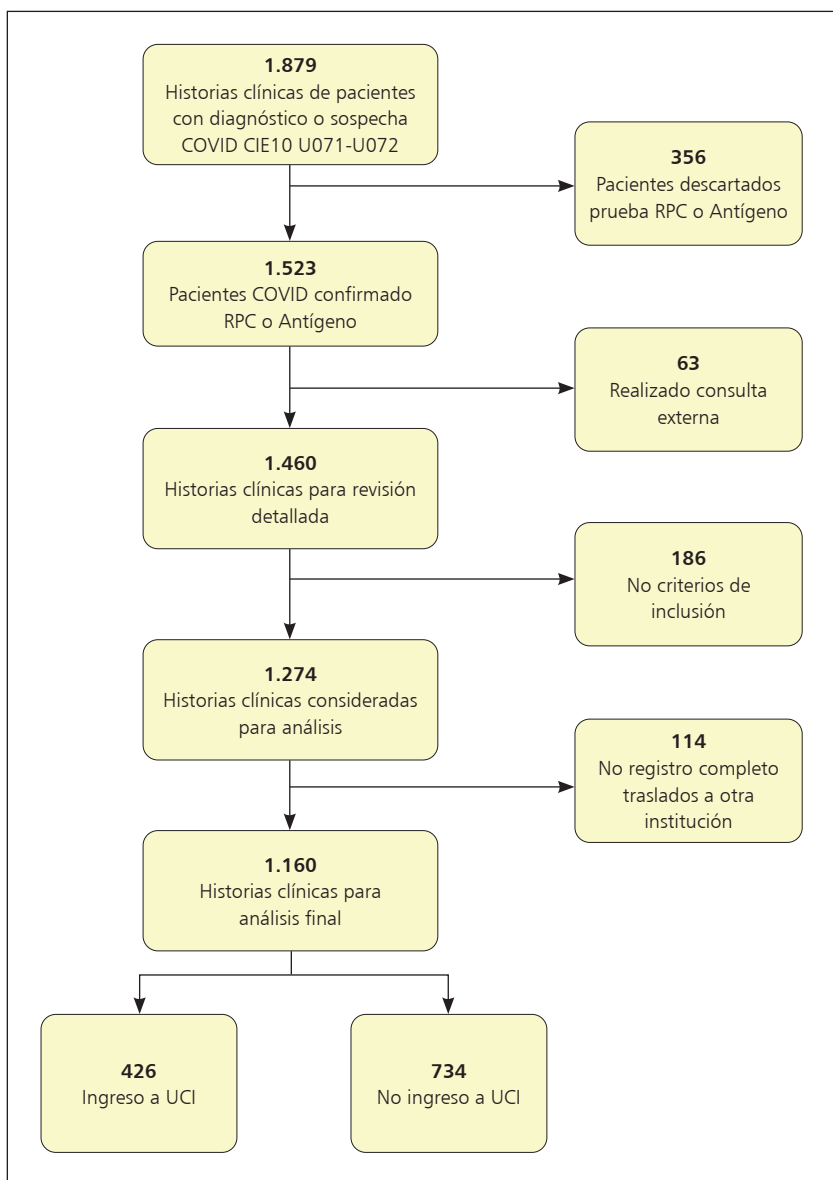 1.879
Historias clínicas de pacientes
con diagnóstico o sospecha
COVID CIE10 U071-U072
356
Pacientes descartados
prueba RPC o Antígeno
1.523
Pacientes COVID confirmado
RPC o Antígeno
63
Realizado consulta
externa
1.460
Historias clínicas para revisión
detallada
186
No criterios de
inclusión
1.274
Historias clínicas consideradas
para análisis
114
No registro completo
traslados a otra
institución
1.160
Historias clínicas para
análisis final
426
Ingreso a UCI
734
No ingreso a UCI